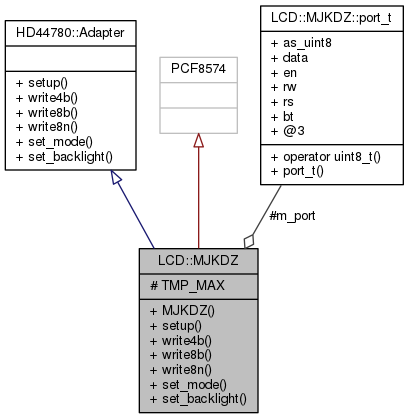 HD44780::Adapter
+ setup()
+ write4b()
+ write8b()
+ write8n()
+ set_mode()
+ set_backlight()
PCF8574
LCD::MJKDZ::port_t
+ as_uint8
+ data
+ en
+ rw
+ rs
+ bt
+ @3
+ operator uint8_t()
+ port_t()
#m_port
LCD::MJKDZ
# TMP_MAX
+ MJKDZ()
+ setup()
+ write4b()
+ write8b()
+ write8n()
+ set_mode()
+ set_backlight()